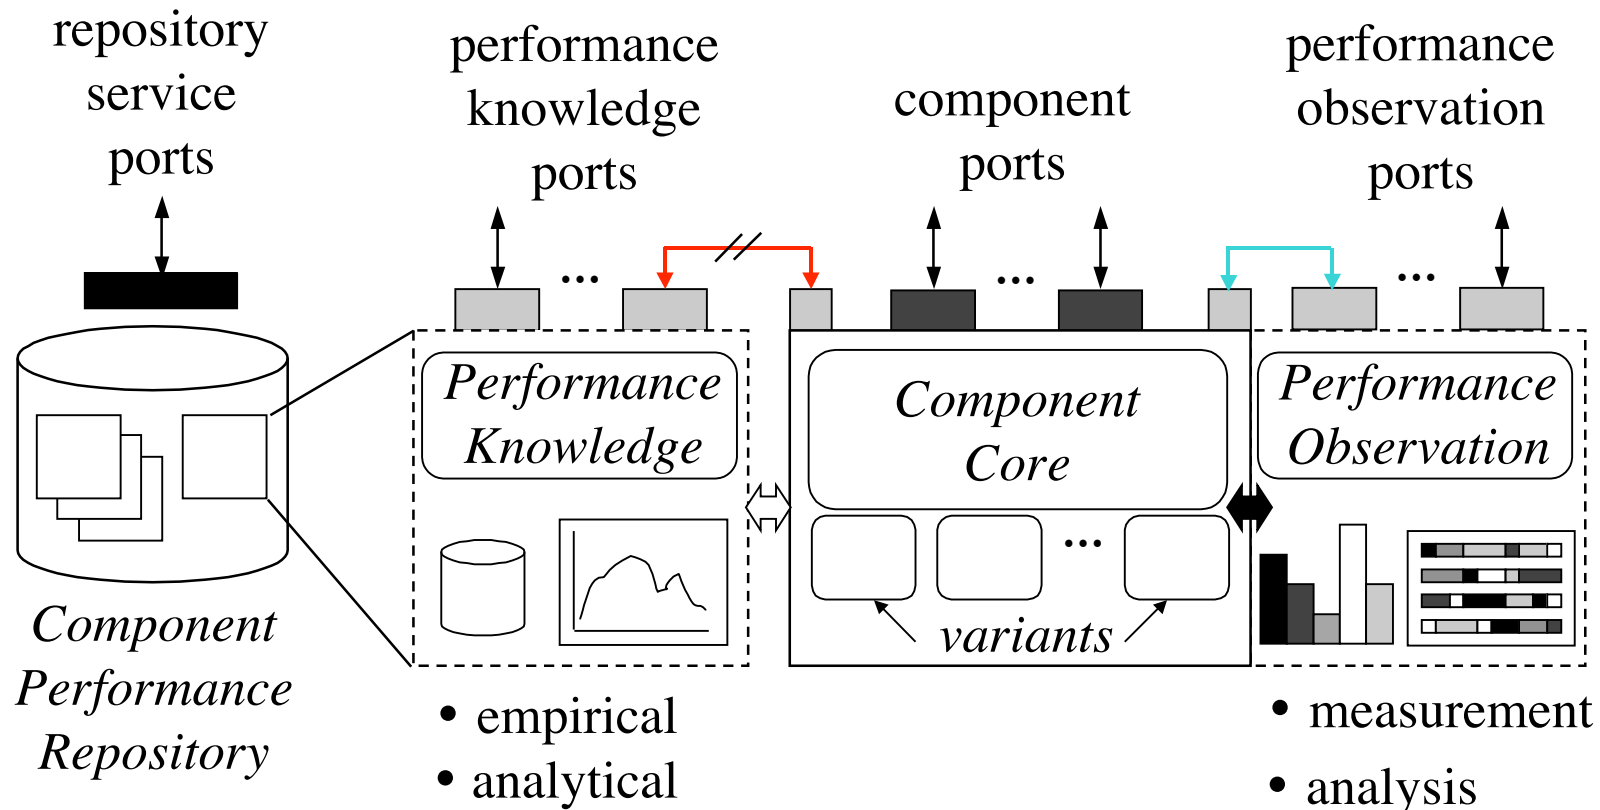 repository
service
ports
performance
knowledge
ports
component
ports
performance
observation
ports
...
...
...
Performance
Knowledge
Component
Core
Performance
Observation
...
variants
Component
Performance
Repository
• empirical
• analytical
• measurement
• analysis